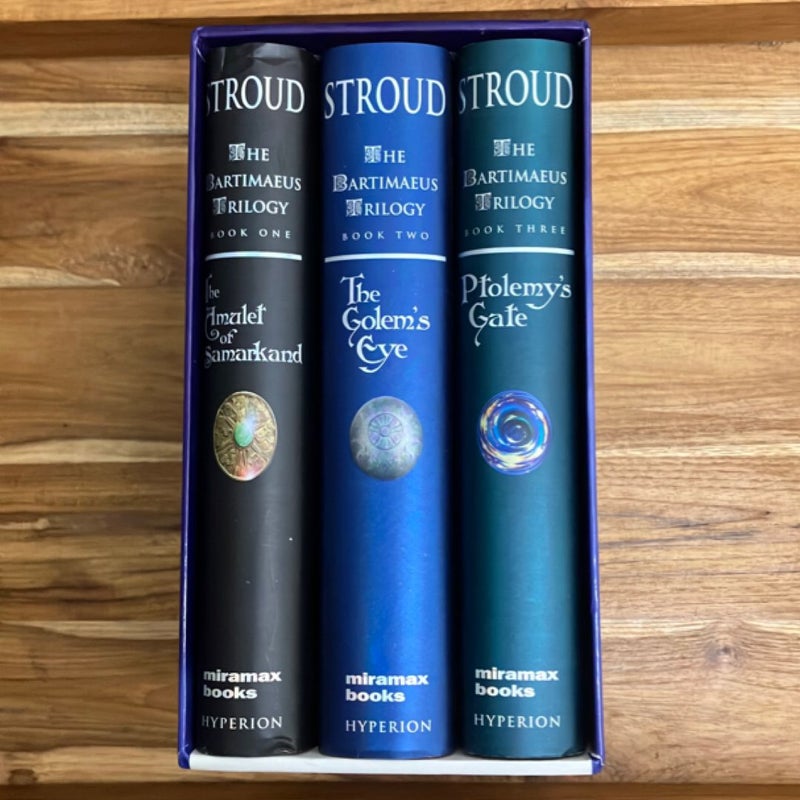 STROUD
THE
BARTIMAEUS
TRILOGY
BOOK ONE
The
Amulet
of
Samarkand
miramax
books
HYPERION
STROUD
THE
BARTIMAEUS
TRILOGY
BOOK TWO
The
Golem's
Eye
miramax
books
HYPERION
STROUD
THE
BARTIMAEUS
TRILOGY
BOOK THREE
Ptolemy's
Gate
miramax
books
HYPERION